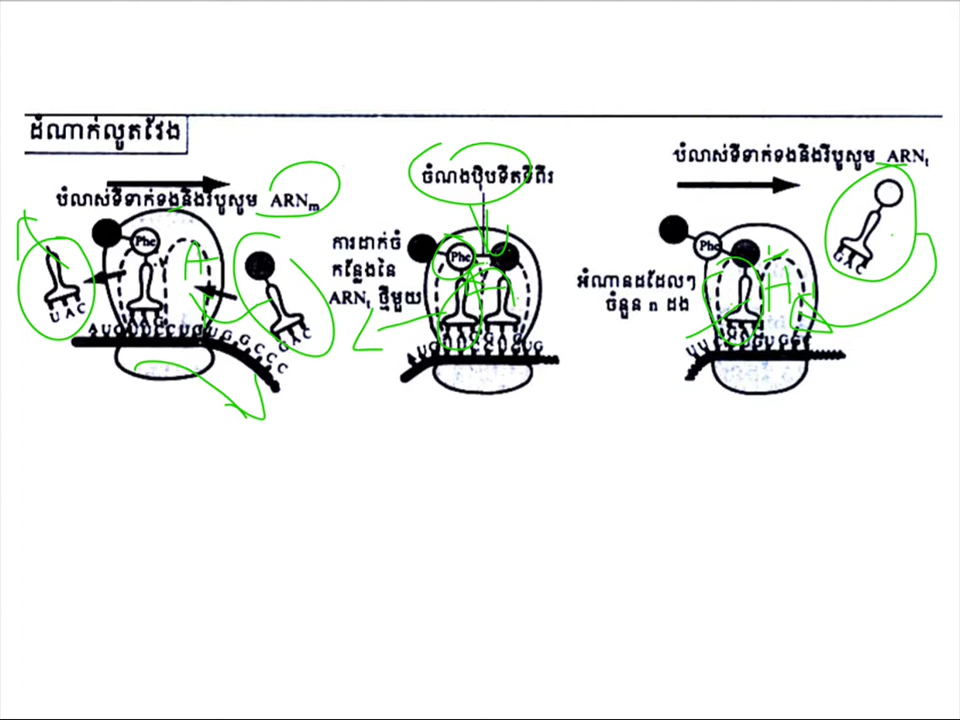 ដំណាក់លូតវែង
បំលាស់ទីទាក់ទងនឹងរីបូសូម ARNₘ
Phe
U A C
G A C
ការដាក់ចំ
កន្លែងនៃ
ARNₜ ថ្មីមួយ
ចំណងប៉ិបទីតទីពីរ
Phe
បំលាស់ទីទាក់ទងនឹងរីបូសូម ARNₜ
G A C
Phe
អំណានដដែលៗ
ចំនួន n ដង
A
A